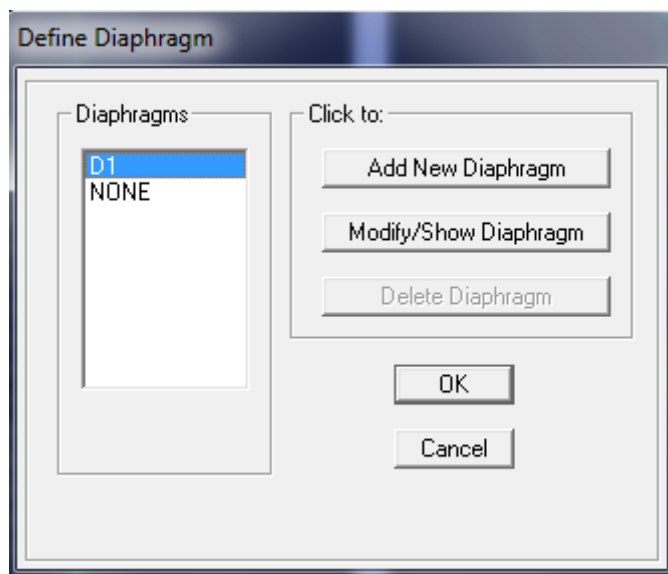 Define Diaphragm
Diaphragms
D1
NONE
Click to:
Add New Diaphragm
Modify/Show Diaphragm
Delete Diaphragm
OK
Cancel